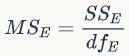 MS_E = \frac{SS_E}{df_E}